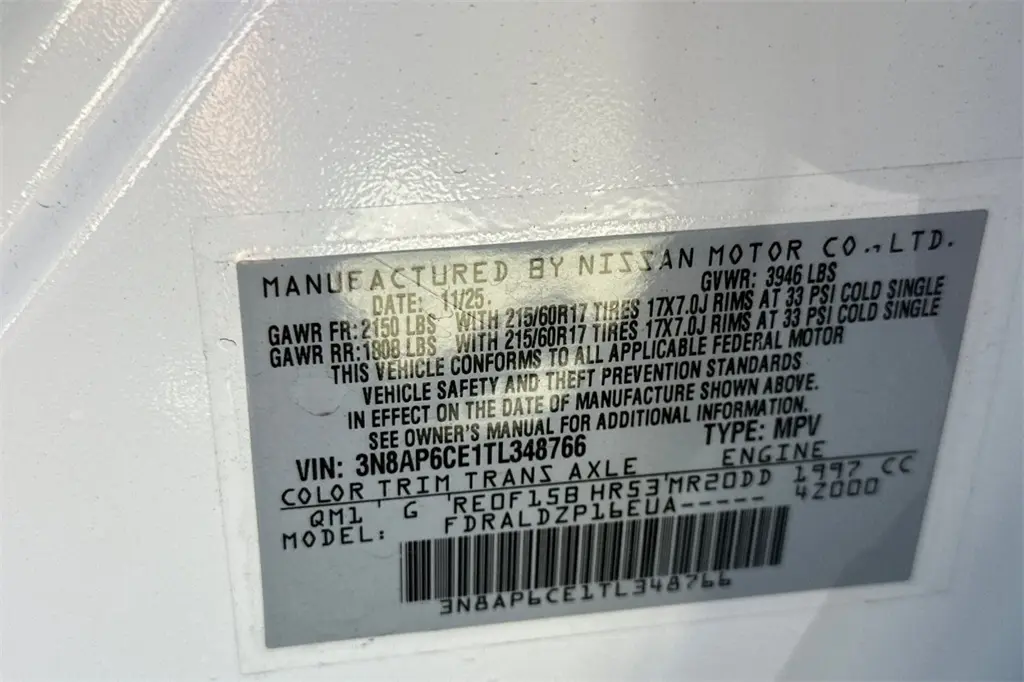 MANUFACTURED BY NISSAN MOTOR CO., LTD.
DATE: 11/25. GVWR: 3946 LBS
GAWR FR: 2150 LBS WITH 215/60R17 TIRES 17X7.0J RIMS AT 33 PSI COLD SINGLE
GAWR RR: 1808 LBS WITH 215/60R17 TIRES 17X7.0J RIMS AT 33 PSI COLD SINGLE
THIS VEHICLE CONFORMS TO ALL APPLICABLE FEDERAL MOTOR
VEHICLE SAFETY AND THEFT PREVENTION STANDARDS
IN EFFECT ON THE DATE OF MANUFACTURE SHOWN ABOVE.
SEE OWNER'S MANUAL FOR ADDITIONAL INFORMATION.
VIN: 3N8AP6CE1TL348766 TYPE: MPV
COLOR TRIM TRANS AXLE ENGINE
QM1 G RE0F15B HR53 MR20DD 1997 CC
MODEL: FDRALDZP16EUA----- 4Z000
3N8AP6CE1TL348766